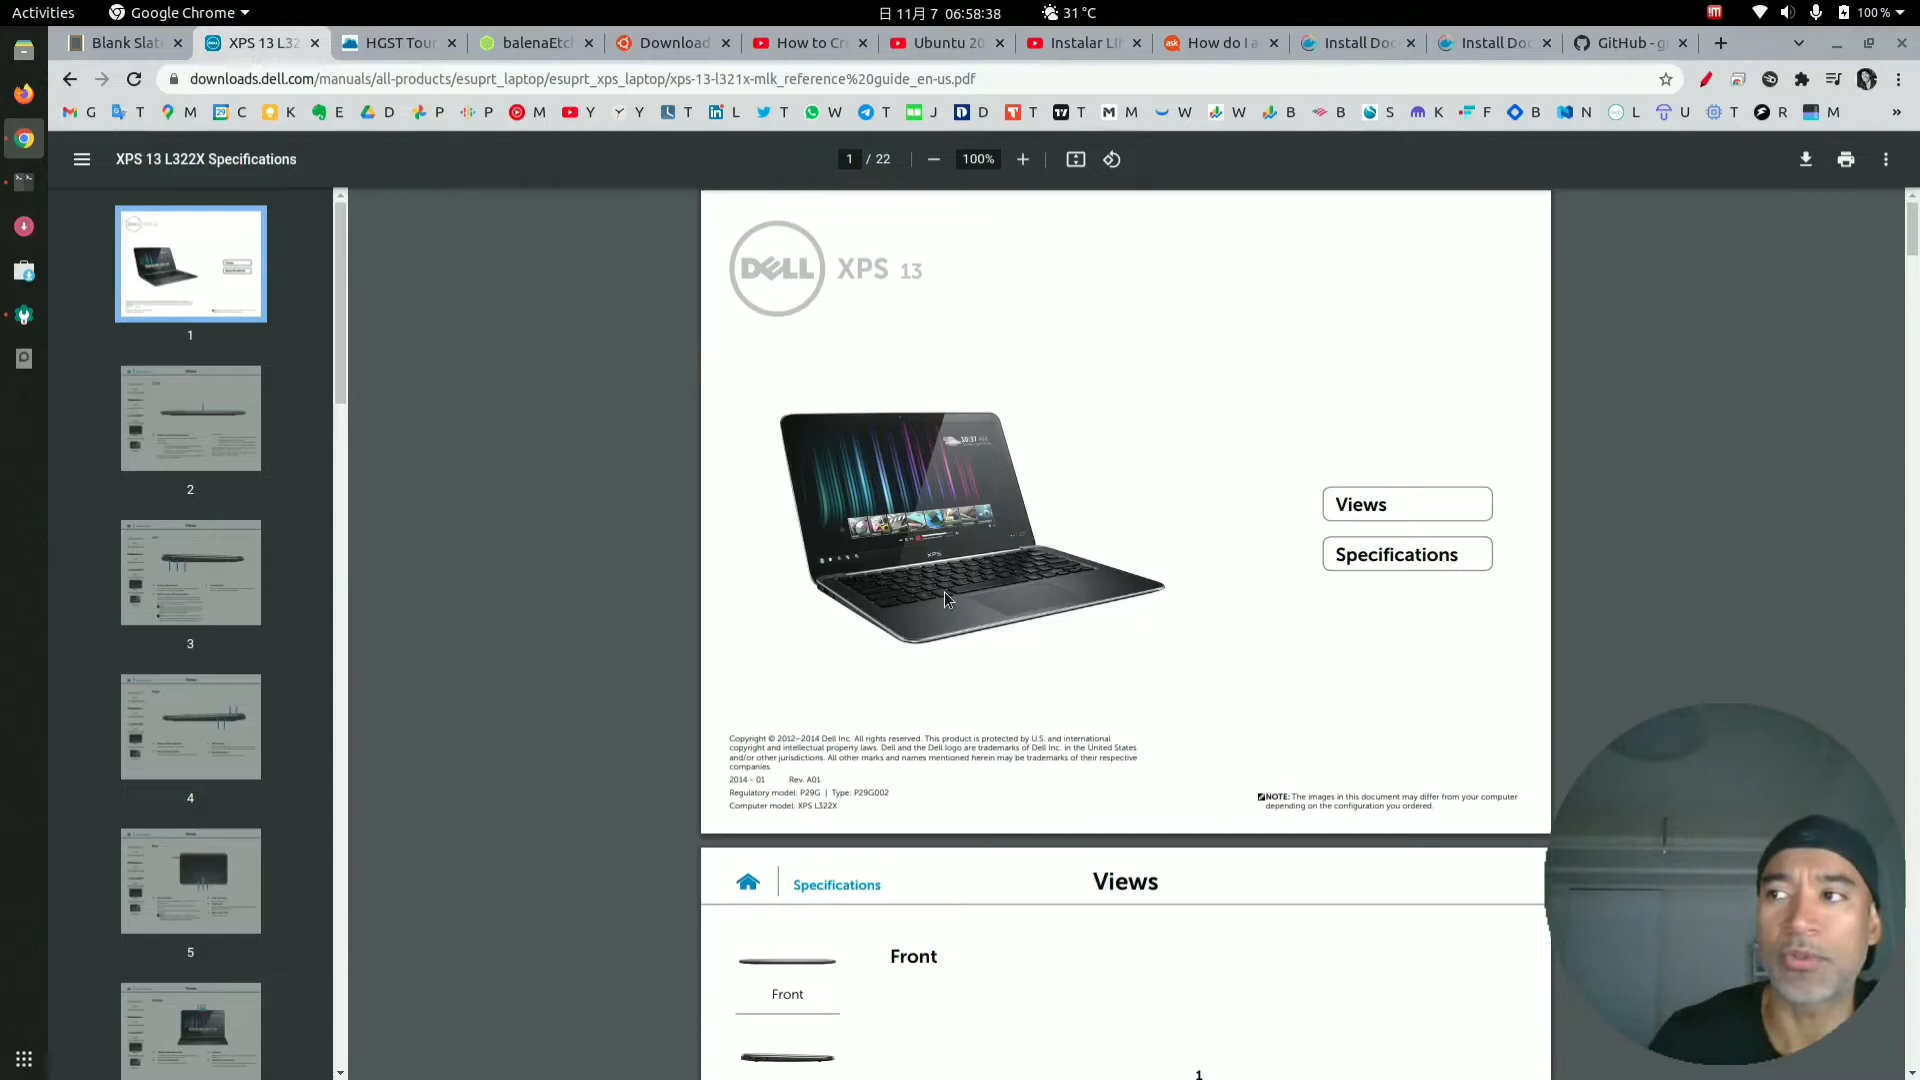 Activities
Google Chrome
日 11月 7 06:58:38
31 °C
100 %
Blank Slat
XPS 13 L32
HGST Tour
balenaEtch
Download
How to Cr
Ubuntu 20
Instalar LI
How do I a
Install Doc
Install Doc
GitHub - g
downloads.dell.com/manuals/all-products/esuprt_laptop/esuprt_xps_laptop/xps-13-l321x-mlk_reference%20guide_en-us.pdf
G T M C K E D P P M Y Y T L T W T J D T T M W W B B S K F B N L U T R M »
XPS 13 L322X Specifications
1 / 22
100%
1
2
3
4
5
DELL XPS 13
10:37 AM
XPS
Views
Specifications
Copyright © 2012–2014 Dell Inc. All rights reserved. This product is protected by U.S. and international
copyright and intellectual property laws. Dell and the Dell logo are trademarks of Dell Inc. in the United States
and/or other jurisdictions. All other marks and names mentioned herein may be trademarks of their respective
companies.
2014 - 01 Rev. A01
Regulatory model: P29G | Type: P29G002
Computer model: XPS L322X
NOTE: The images in this document may differ from your computer
depending on the configuration you ordered.
Specifications
Views
Front
Front
1